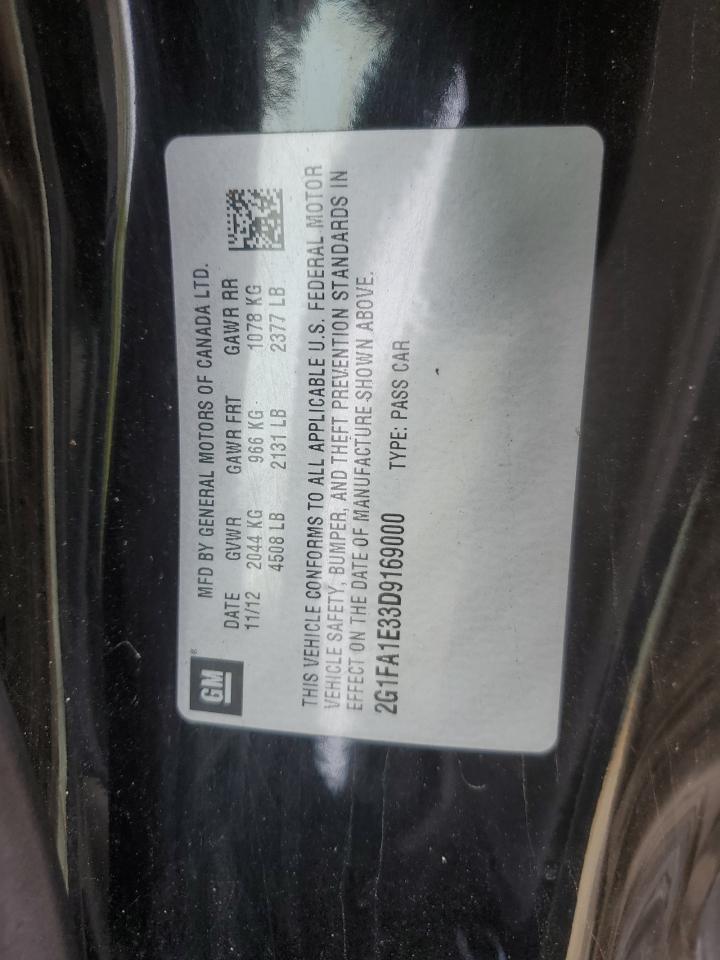 GM ®
MFD BY GENERAL MOTORS OF CANADA LTD.
DATE GVWR GAWR FRT GAWR RR
11/12 2044 KG 966 KG 1078 KG
4508 LB 2131 LB 2377 LB
THIS VEHICLE CONFORMS TO ALL APPLICABLE U.S. FEDERAL MOTOR
VEHICLE SAFETY, BUMPER, AND THEFT PREVENTION STANDARDS IN
EFFECT ON THE DATE OF MANUFACTURE SHOWN ABOVE.
2G1FA1E33D9169000 TYPE: PASS CAR